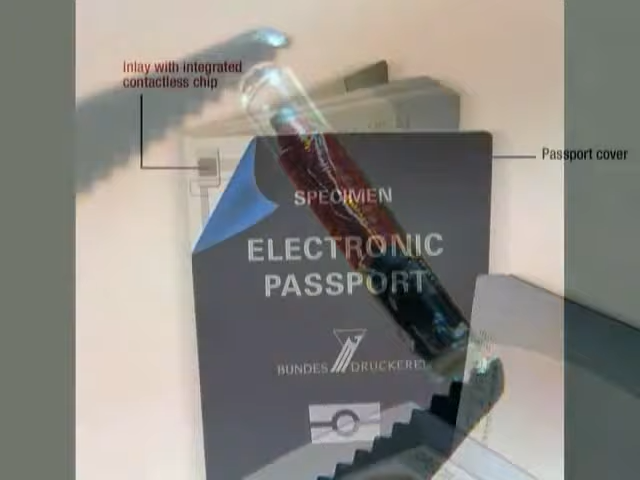 Inlay with integrated
contactless chip
Passport cover
SPECIMEN
ELECTRONIC
PASSPORT
BUNDES DRUCKEREI